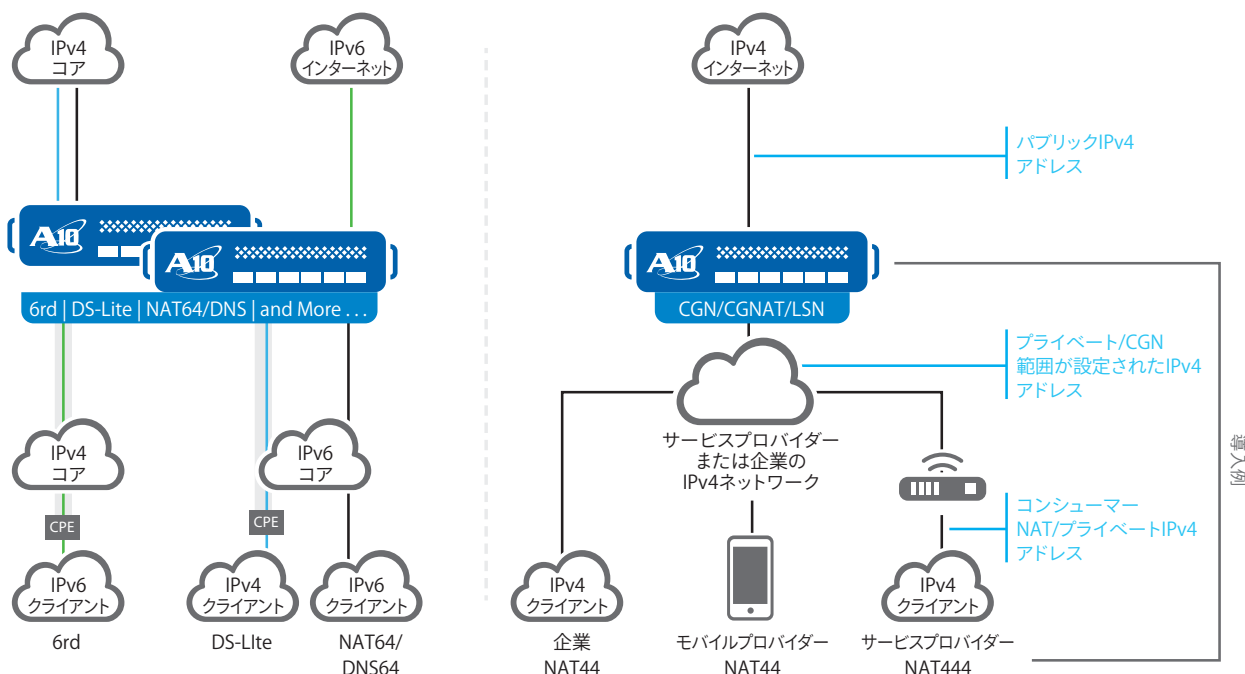 IPv4
コア
IPv6
インターネット
A10
A10
6rd | DS-Lite | NAT64/DNS | and More . . .
IPv4
コア
IPv6
コア
CPE
CPE
IPv6
クライアント
IPv4
クライアント
IPv6
クライアント
6rd
DS-LIte
NAT64/
DNS64
IPv4
インターネット
パブリックIPv4
アドレス
A10
CGN/CGNAT/LSN
プライベート/CGN
範囲が設定されたIPv4
アドレス
サービスプロバイダー
または企業の
IPv4ネットワーク
コンシューマー
NAT/プライベートIPv4
アドレス
IPv4
クライアント
IPv4
クライアント
企業
NAT44
モバイルプロバイダー
NAT44
サービスプロバイダー
NAT444
導入例